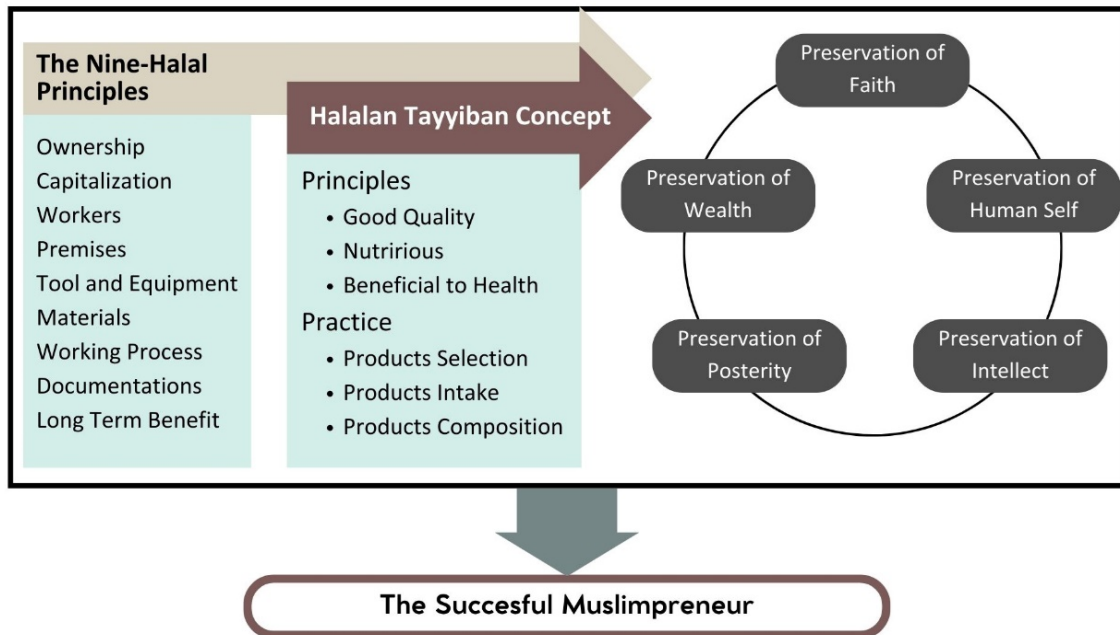 The Nine-Halal
Principles
Ownership
Capitalization
Workers
Premises
Tool and Equipment
Materials
Working Process
Documentations
Long Term Benefit
Halalan Tayyiban Concept
Principles
• Good Quality
• Nutririous
• Beneficial to Health
Practice
• Products Selection
• Products Intake
• Products Composition
Preservation of
Faith
Preservation of
Wealth
Preservation of
Human Self
Preservation of
Posterity
Preservation of
Intellect
The Succesful Muslimpreneur